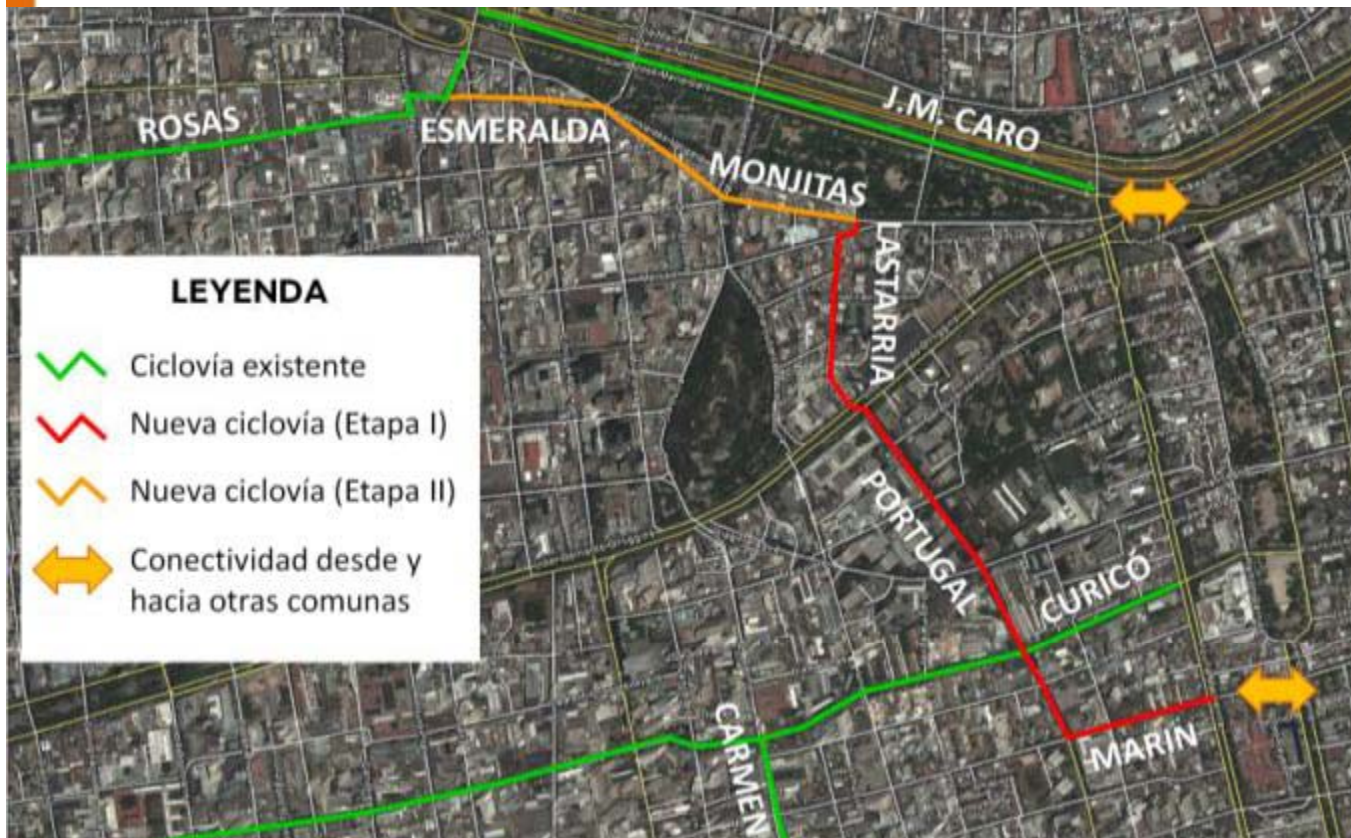 J.M. CARO
ROSAS
ESMERALDA
MONJITAS
LASTARRIA
LEYENDA
Ciclovía existente
Nueva ciclovía (Etapa I)
Nueva ciclovía (Etapa II)
Conectividad desde y
hacia otras comunas
PORTUGAL
CURICÓ
CARMEN
MARIN